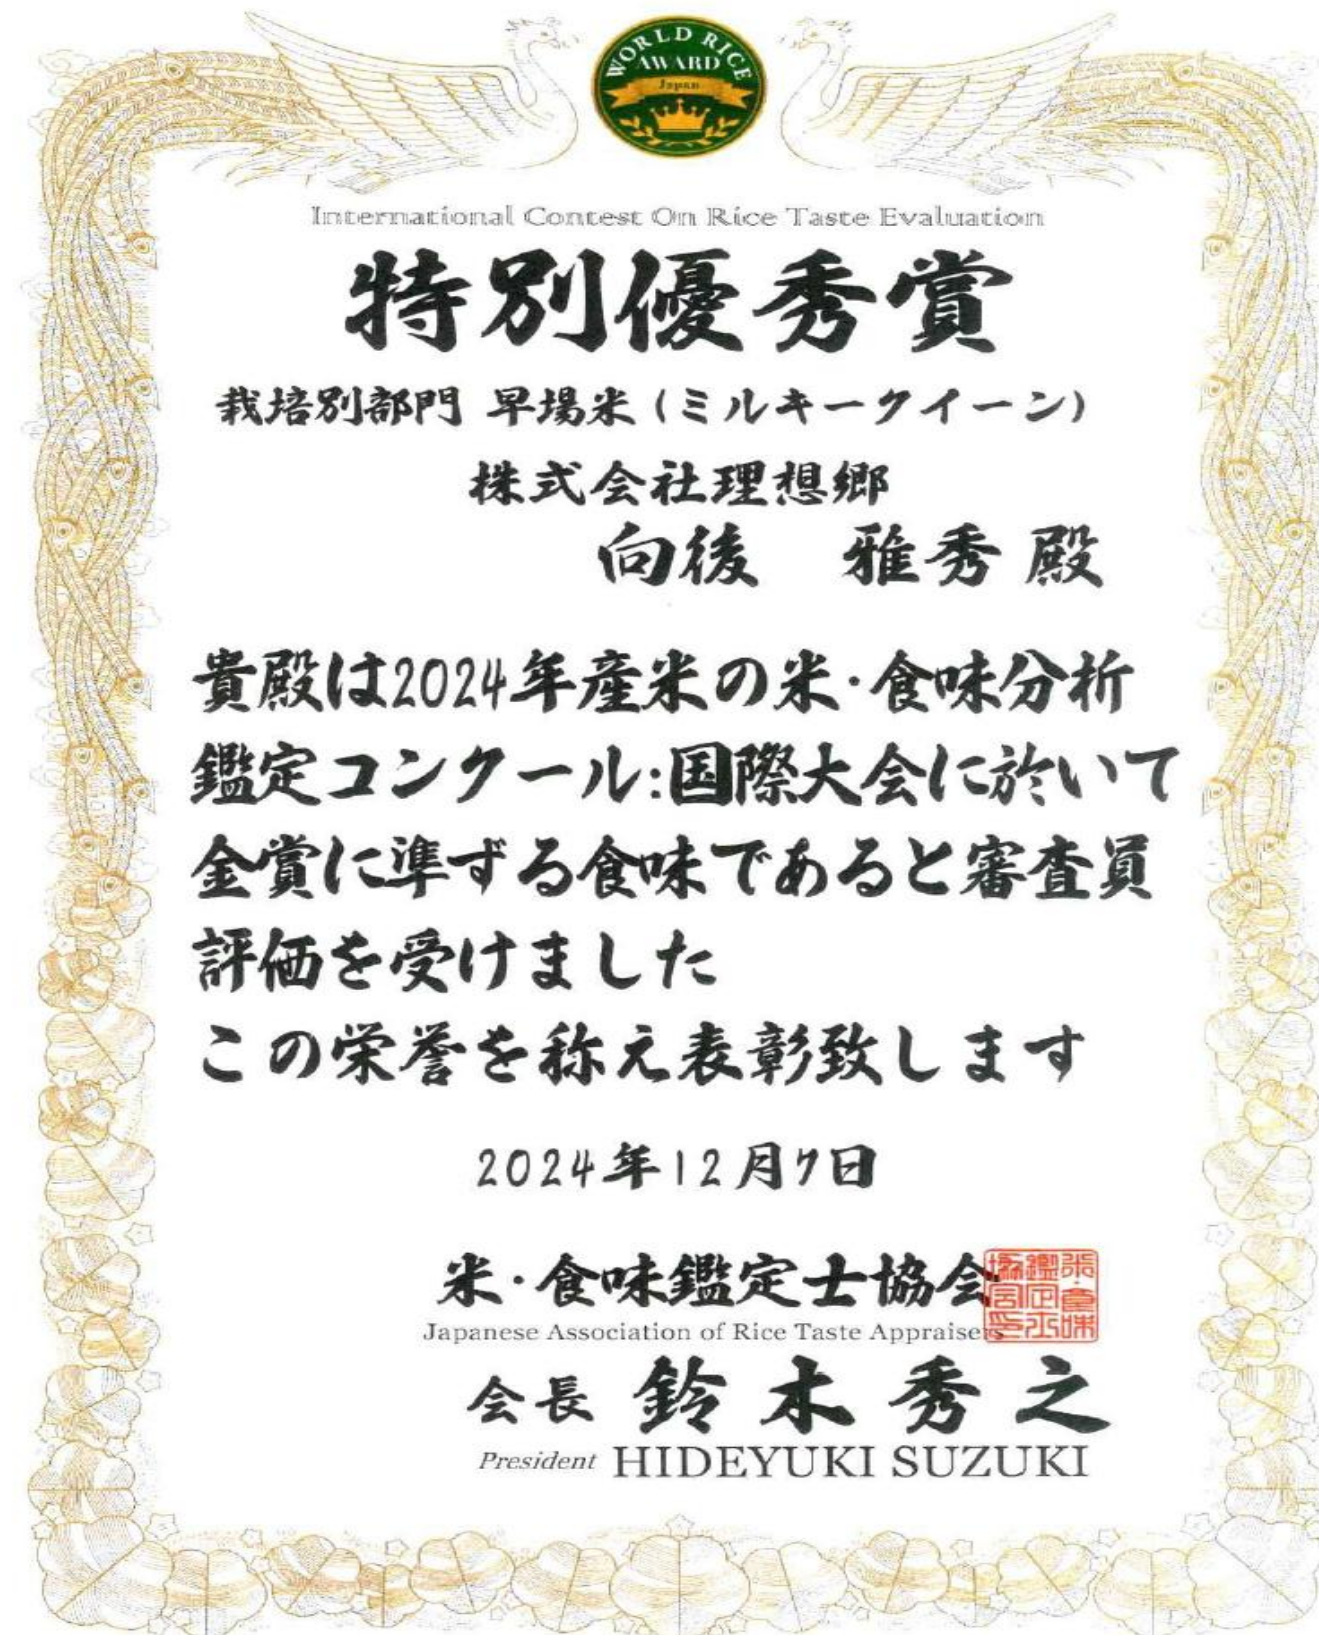 WORLD RICE
AWARD
Japan
International Contest On Rice Taste Evaluation
特別優秀賞
栽培別部門 早場米(ミルキークイーン)
株式会社理想郷
向後 雅秀 殿
貴殿は2024年産米の米・食味分析
鑑定コンクール:国際大会に於いて
金賞に準ずる食味であると審査員
評価を受けました
この栄誉を称え表彰致します
2024年12月7日
米・食味鑑定士協会
Japanese Association of Rice Taste Appraisers
会長 鈴木秀之
President HIDEYUKI SUZUKI